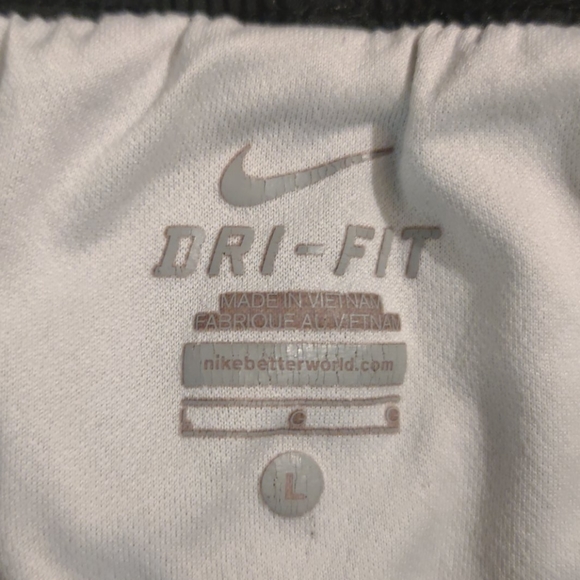 DRI-FIT
MADE IN VIETNAM
FABRIQUE AU VIETNAM
nikebetterworld.com
L G G
L